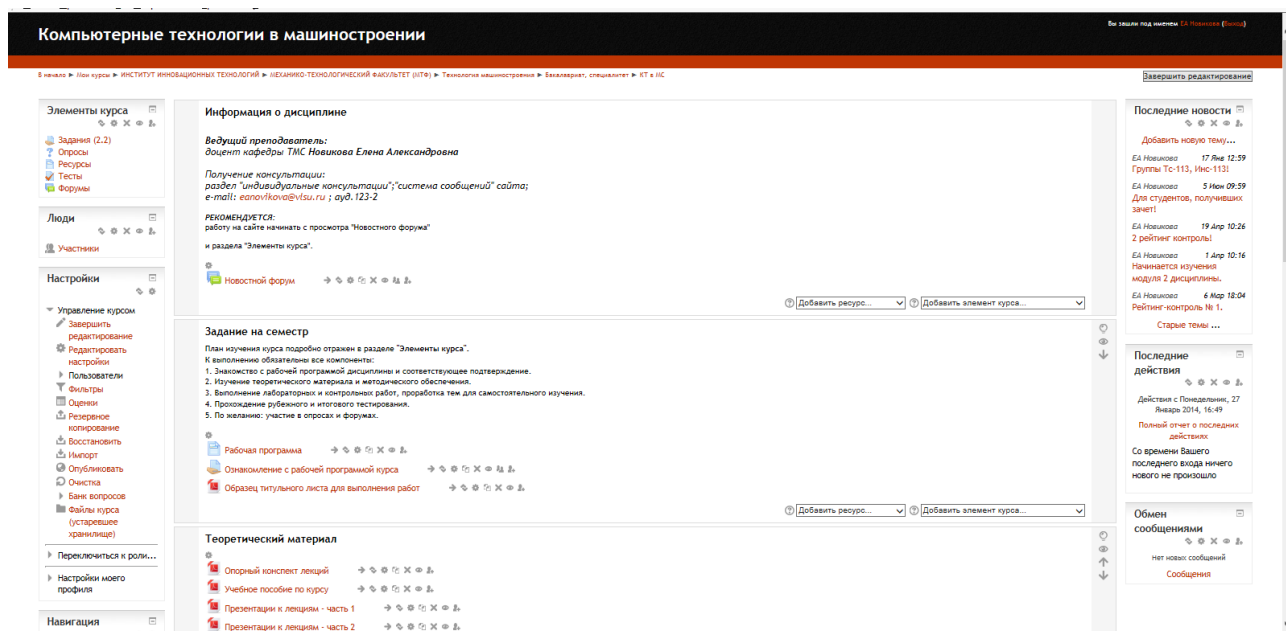 Компьютерные технологии в машиностроении
Вы зашли под именем ЕА Новикова (Выход)
В начало ► Мои курсы ► ИНСТИТУТ ИННОВАЦИОННЫХ ТЕХНОЛОГИЙ ► МЕХАНИКО-ТЕХНОЛОГИЧЕСКИЙ ФАКУЛЬТЕТ (МТФ) ► Технология машиностроения ► Бакалавриат, специалитет ► КТ в МС
Завершить редактирование
Элементы курса
Задания (2.2)
Опросы
Ресурсы
Тесты
Форумы
Люди
Участники
Настройки
Управление курсом
Завершить
редактирование
Редактировать
настройки
Пользователи
Фильтры
Оценки
Резервное
копирование
Восстановить
Импорт
Опубликовать
Очистка
Банк вопросов
Файлы курса
(устаревшее
хранилище)
Переключиться к роли...
Настройки моего
профиля
Навигация
Информация о дисциплине
Ведущий преподаватель:
доцент кафедры ТМС Новикова Елена Александровна
Получение консультации:
раздел "индивидуальные консультации";"система сообщений" сайта;
e-mail: eanovikova@vlsu.ru ; ауд.123-2
РЕКОМЕНДУЕТСЯ:
работу на сайте начинать с просмотра "Новостного форума"
и раздела "Элементы курса".
Новостной форум
Добавить ресурс... Добавить элемент курса...
Задание на семестр
План изучения курса подробно отражен в разделе "Элементы курса".
К выполнению обязательны все компоненты:
1. Знакомство с рабочей программой дисциплины и соответствующее подтверждение.
2. Изучение теоретического материала и методического обеспечения.
3. Выполнение лабораторных и контрольных работ, проработка тем для самостоятельного изучения.
4. Прохождение рубежного и итогового тестирования.
5. По желанию: участие в опросах и форумах.
Рабочая программа
Ознакомление с рабочей программой курса
Образец титульного листа для выполнения работ
Добавить ресурс... Добавить элемент курса...
Теоретический материал
Опорный конспект лекций
Учебное пособие по курсу
Презентации к лекциям - часть 1
Презентации к лекциям - часть 2
Последние новости
Добавить новую тему...
ЕА Новикова 17 Янв 12:59
Группы Тс-113, Инс-113!
ЕА Новикова 5 Июн 09:59
Для студентов, получивших
зачет!
ЕА Новикова 19 Апр 10:26
2 рейтинг контроль!
ЕА Новикова 1 Апр 10:16
Начинается изучения
модуля 2 дисциплины.
ЕА Новикова 6 Мар 18:04
Рейтинг-контроль № 1.
Старые темы ...
Последние
действия
Действия с Понедельник, 27
Январь 2014, 16:49
Полный отчет о последних
действиях
Со времени Вашего
последнего входа ничего
нового не произошло
Обмен
сообщениями
Нет новых сообщений
Сообщения